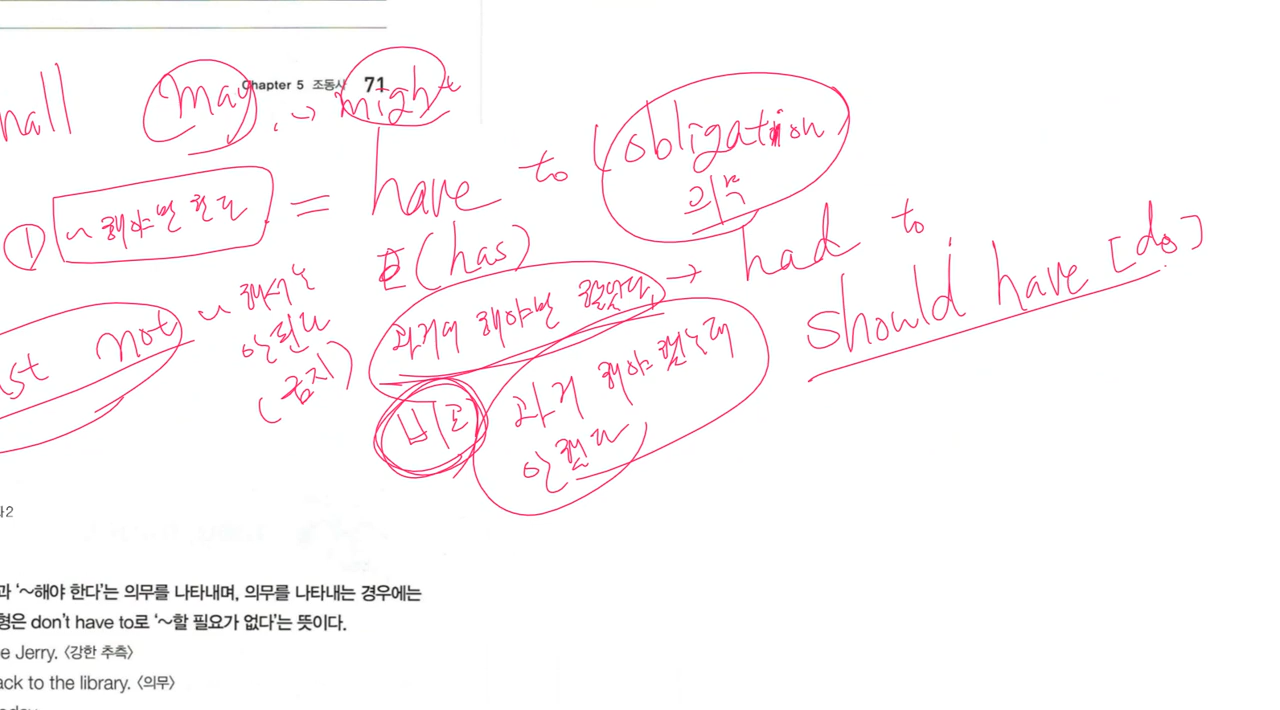 Chapter 5 조동사 71
hall may → might
① ~해야만 한다 = have to (obligation
의무
(has) → had to
~해서는
안된다
(금지)
st not
과거에 해야만 했었다
should have [do]
비교
과거 해야했는데
안했다
과 '~해야 한다'는 의무를 나타내며, 의무를 나타내는 경우에는
형은 don't have to로 '~할 필요가 없다'는 뜻이다.
e Jerry. 〈강한 추측〉
ack to the library. 〈의무〉